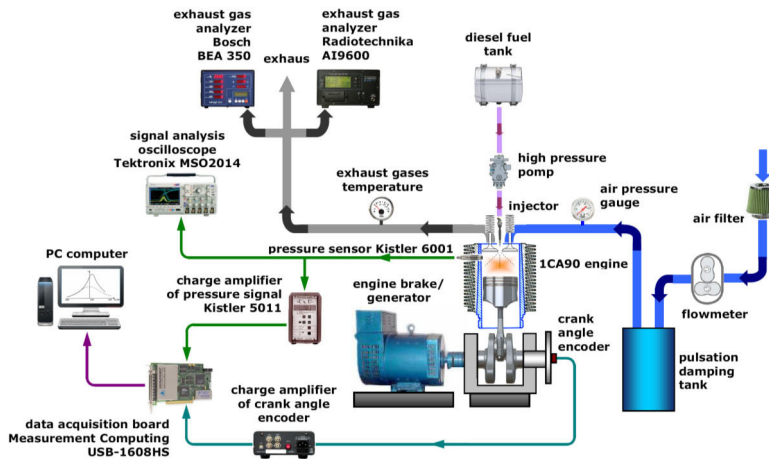 exhaust gas
analyzer
Bosch
BEA 350
exhaus
exhaust gas
analyzer
Radiotechnika
AI9600
diesel fuel
tank
signal analysis
oscilloscope
Tektronix MSO2014
exhaust gases
temperature
high pressure
pomp
injector
air pressure
gauge
air filter
pressure sensor Kistler 6001
1CA90 engine
PC computer
charge amplifier
of pressure signal
Kistler 5011
engine brake/
generator
crank
angle
encoder
flowmeter
pulsation
damping
tank
charge amplifier
of crank angle
encoder
data acquisition board
Measurement Computing
USB-1608HS